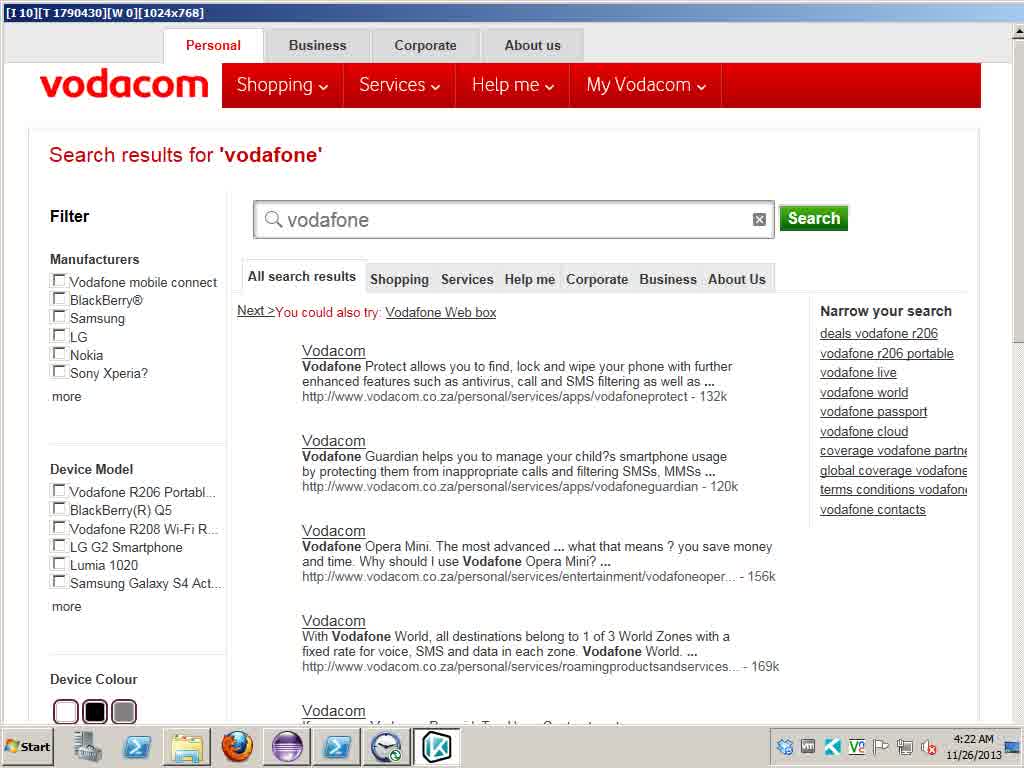 [I 10][T 1790430][W 0][1024x768]
Personal Business Corporate About us
vodacom Shopping Services Help me My Vodacom
Search results for 'vodafone'
Filter
vodafone Search
Manufacturers
Vodafone mobile connect
BlackBerry®
Samsung
LG
Nokia
Sony Xperia?
more
Device Model
Vodafone R206 Portabl...
BlackBerry(R) Q5
Vodafone R208 Wi-Fi R...
LG G2 Smartphone
Lumia 1020
Samsung Galaxy S4 Act...
more
Device Colour
All search results Shopping Services Help me Corporate Business About Us
Next >You could also try: Vodafone Web box
Vodacom
Vodafone Protect allows you to find, lock and wipe your phone with further
enhanced features such as antivirus, call and SMS filtering as well as ...
http://www.vodacom.co.za/personal/services/apps/vodafoneprotect - 132k
Vodacom
Vodafone Guardian helps you to manage your child?s smartphone usage
by protecting them from inappropriate calls and filtering SMSs, MMSs ...
http://www.vodacom.co.za/personal/services/apps/vodafoneguardian - 120k
Vodacom
Vodafone Opera Mini. The most advanced ... what that means ? you save money
and time. Why should I use Vodafone Opera Mini? ...
http://www.vodacom.co.za/personal/services/entertainment/vodafoneoper... - 156k
Vodacom
With Vodafone World, all destinations belong to 1 of 3 World Zones with a
fixed rate for voice, SMS and data in each zone. Vodafone World. ...
http://www.vodacom.co.za/personal/services/roamingproductsandservices... - 169k
Vodacom
Narrow your search
deals vodafone r206
vodafone r206 portable
vodafone live
vodafone world
vodafone passport
vodafone cloud
coverage vodafone partne
global coverage vodafone
terms conditions vodafon
vodafone contacts
Start
4:22 AM
11/26/2013